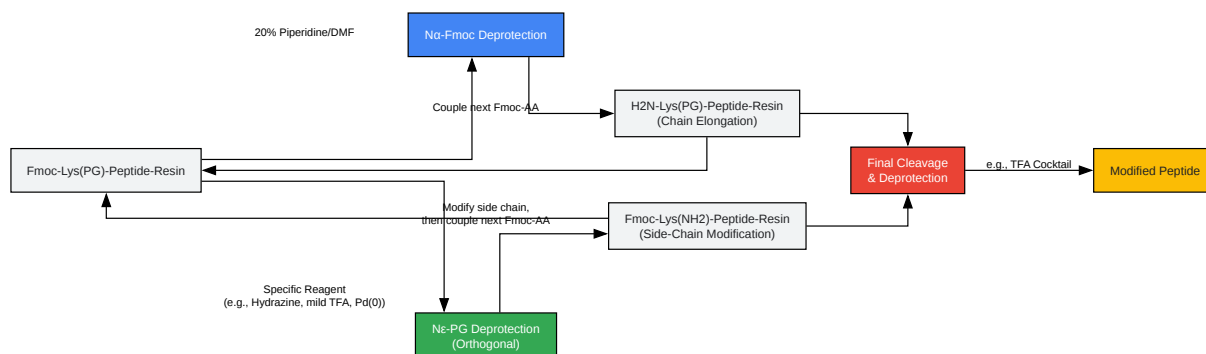 20% Piperidine/DMF
Nα-Fmoc Deprotection
Couple next Fmoc-AA
H2N-Lys(PG)-Peptide-Resin
(Chain Elongation)
Fmoc-Lys(PG)-Peptide-Resin
Final Cleavage
& Deprotection
e.g., TFA Cocktail
Modified Peptide
Modify side chain,
then couple next Fmoc-AA
Fmoc-Lys(NH2)-Peptide-Resin
(Side-Chain Modification)
Specific Reagent
(e.g., Hydrazine, mild TFA, Pd(0))
Nε-PG Deprotection
(Orthogonal)